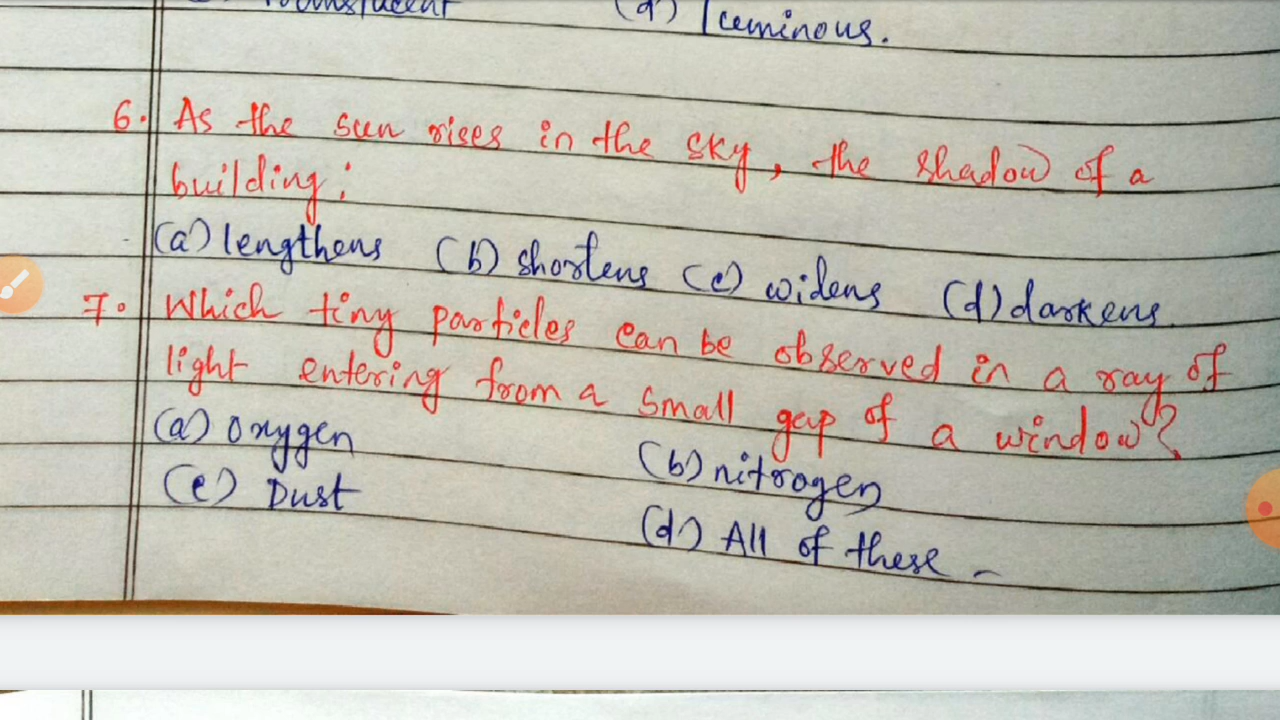 (d) luminous.
6. As the sun rises in the sky, the shadow of a
building:
(a) lengthens (b) shortens (c) widens (d) darkens.
7. Which tiny particles can be observed in a ray of
light entering from a small gap of a window?
(a) oxygen (b) nitrogen
(c) Dust (d) All of these